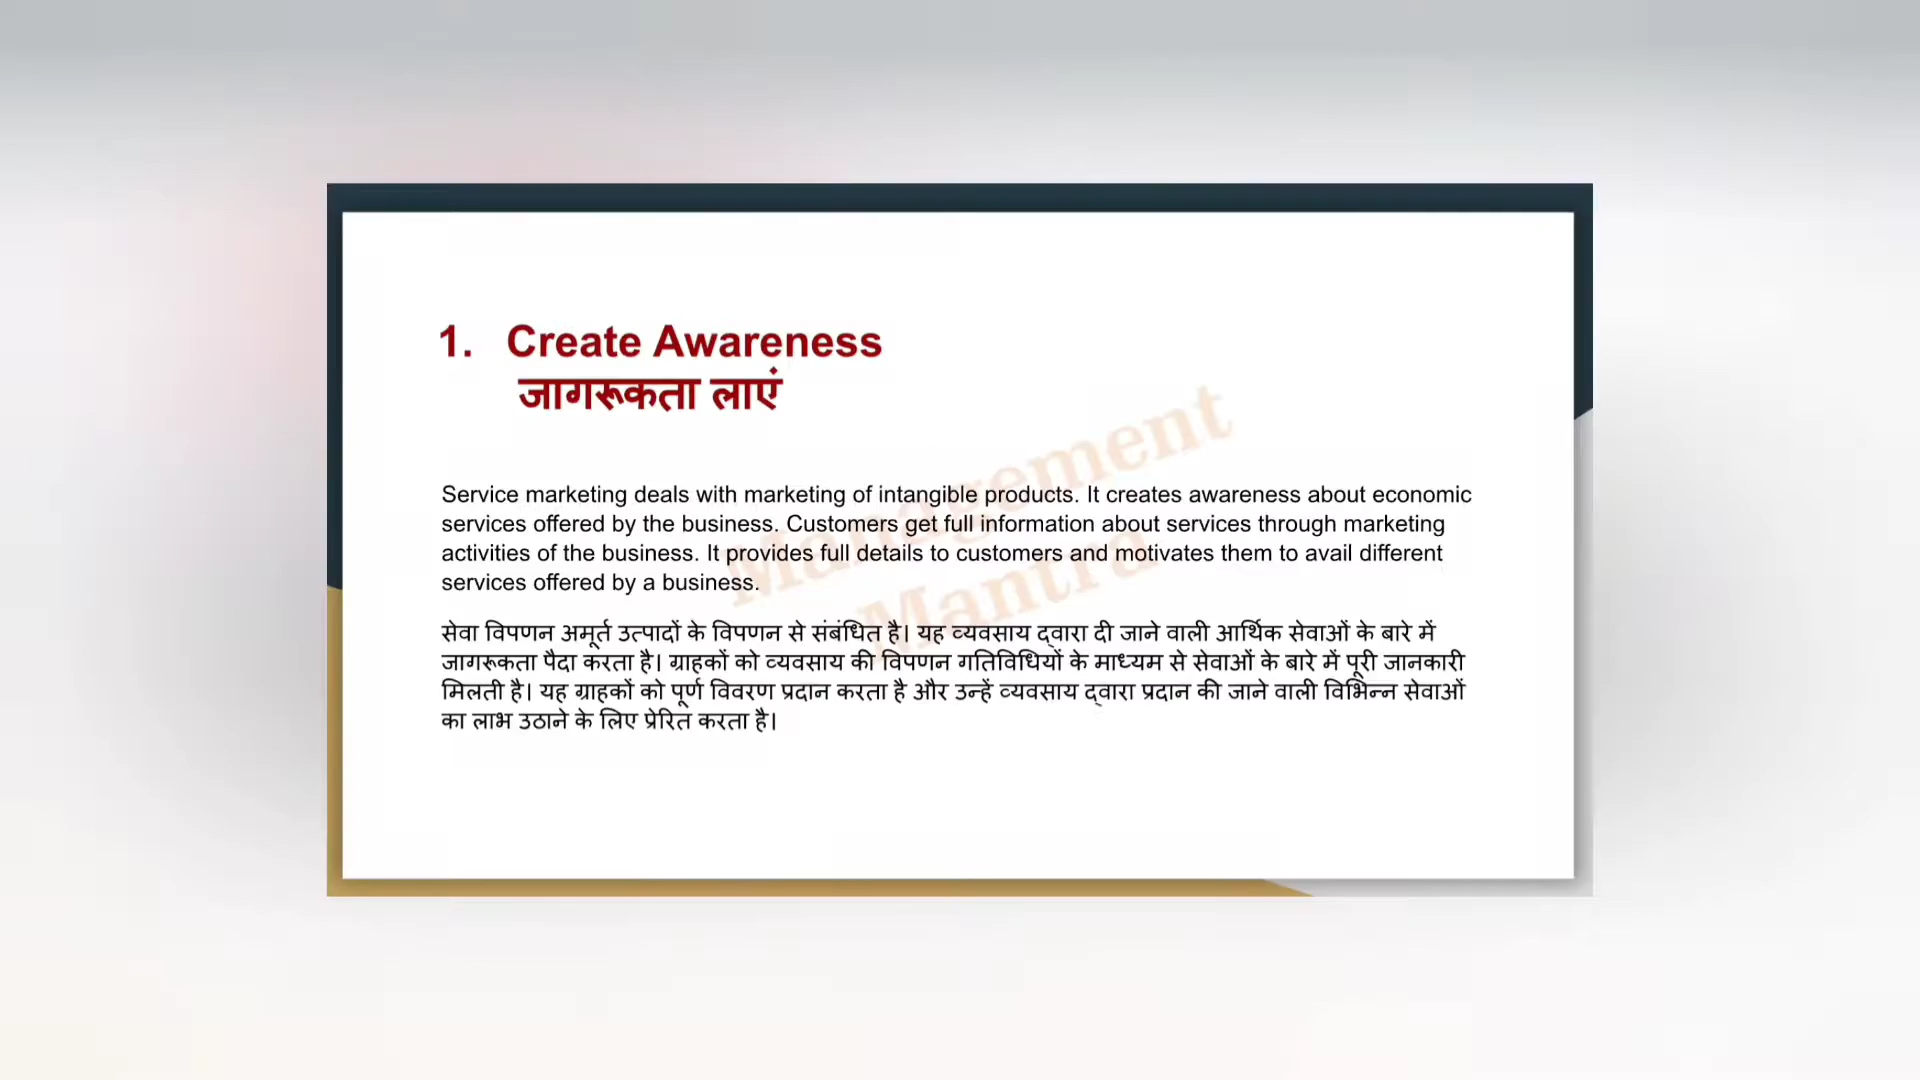 1. Create Awareness
जागरूकता लाएं
Service marketing deals with marketing of intangible products. It creates awareness about economic
services offered by the business. Customers get full information about services through marketing
activities of the business. It provides full details to customers and motivates them to avail different
services offered by a business.
सेवा विपणन अमूर्त उत्पादों के विपणन से संबंधित है। यह व्यवसाय द्वारा दी जाने वाली आर्थिक सेवाओं के बारे में
जागरूकता पैदा करता है। ग्राहकों को व्यवसाय की विपणन गतिविधियों के माध्यम से सेवाओं के बारे में पूरी जानकारी
मिलती है। यह ग्राहकों को पूर्ण विवरण प्रदान करता है और उन्हें व्यवसाय द्वारा प्रदान की जाने वाली विभिन्न सेवाओं
का लाभ उठाने के लिए प्रेरित करता है।
Management
Mantra